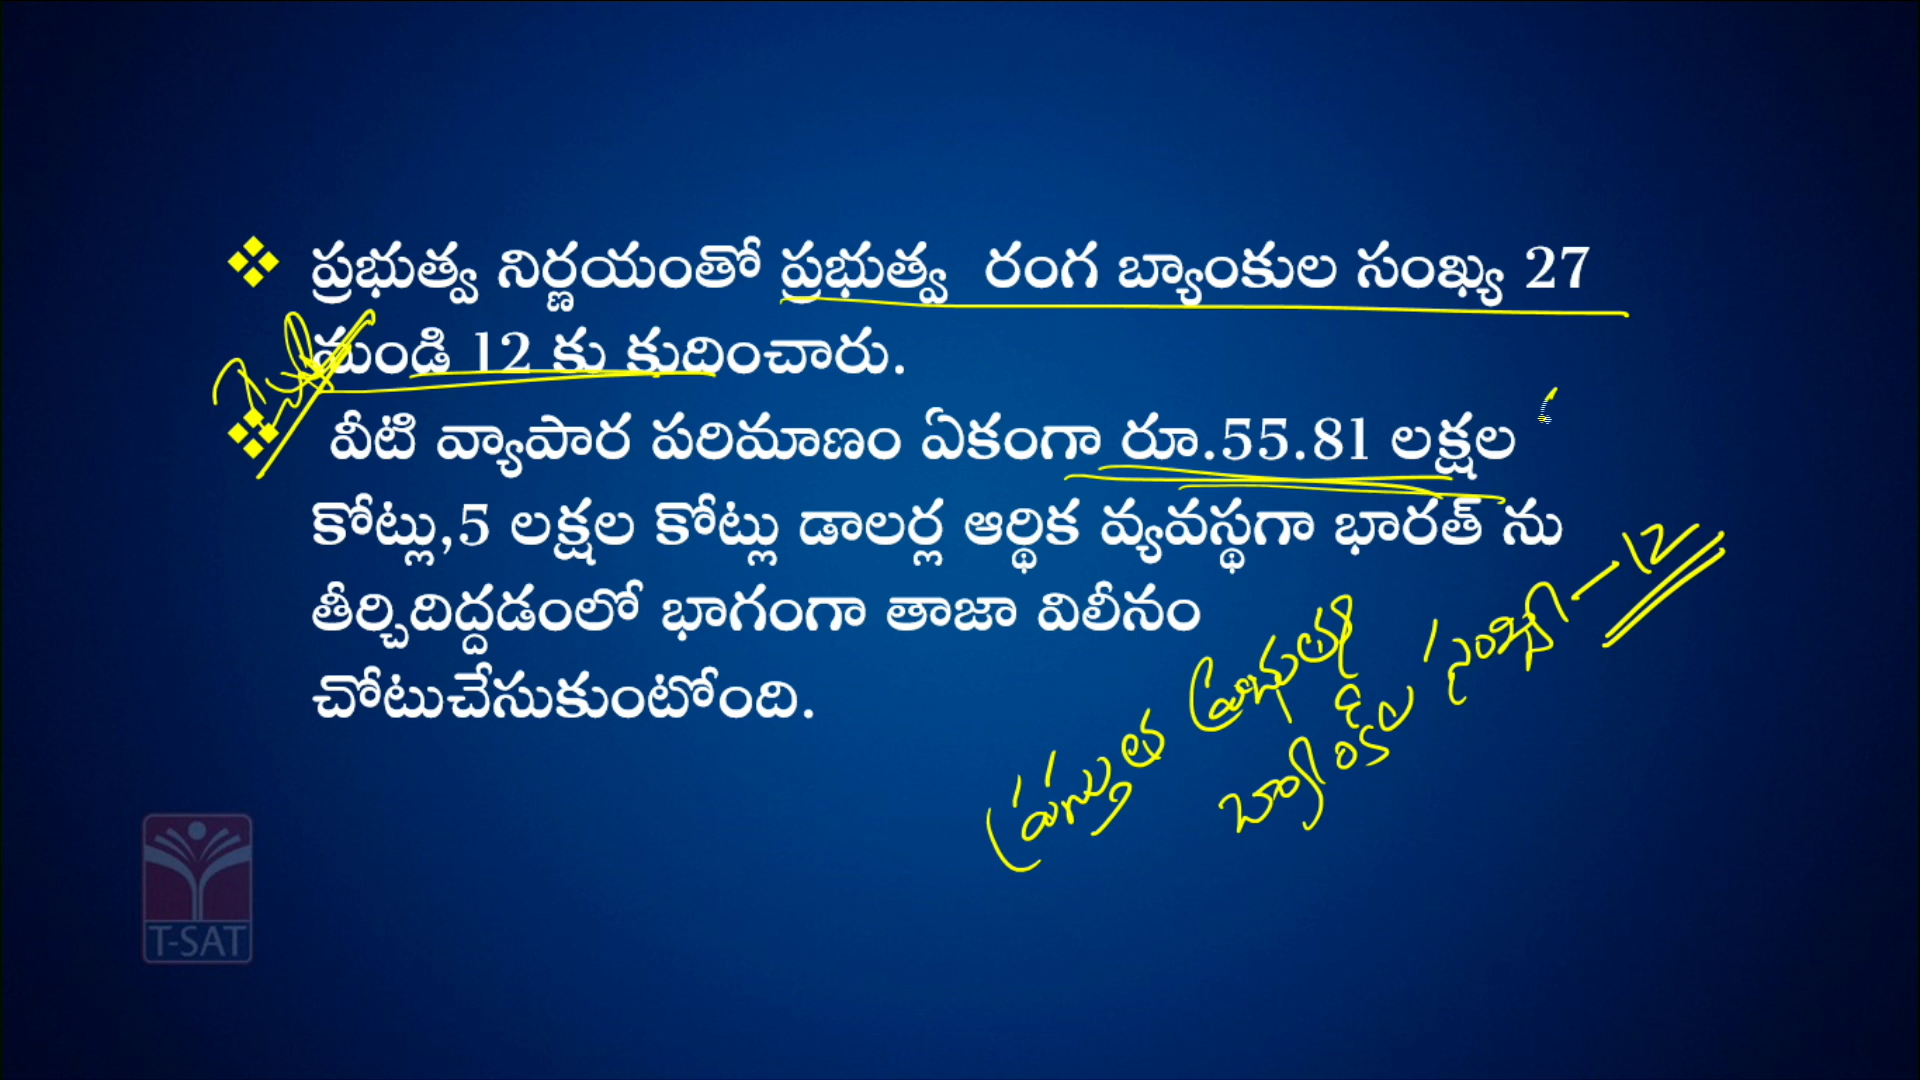 ప్రభుత్వ నిర్ణయంతో ప్రభుత్వ రంగ బ్యాంకుల సంఖ్య 27
నుండి 12 కు కుదించారు.
వీటి వ్యాపార పరిమాణం ఏకంగా రూ.55.81 లక్షల
కోట్లు,5 లక్షల కోట్లు డాలర్ల ఆర్థిక వ్యవస్థగా భారత్ ను
తీర్చిదిద్దడంలో భాగంగా తాజా విలీనం
చోటుచేసుకుంటోంది.
ప్రస్తుత ప్రభుత్వ
బ్యాంకుల సంఖ్య - 12
T-SAT